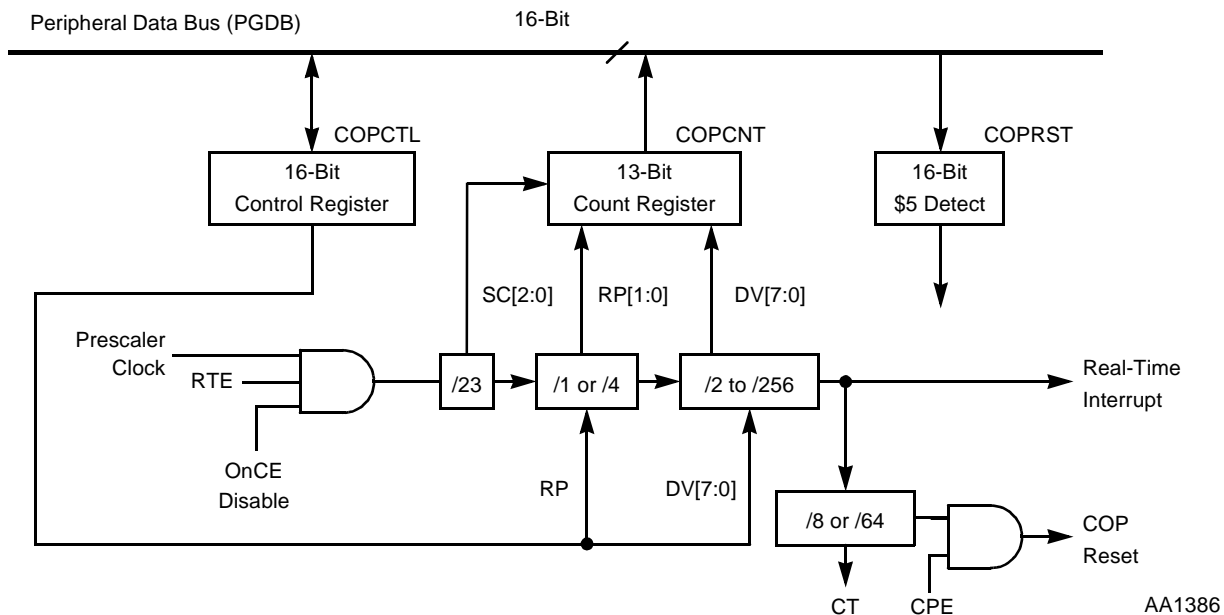 Peripheral Data Bus (PGDB)
16-Bit
COPCTL
COPCNT
COPRST
16-Bit
Control Register
13-Bit
Count Register
16-Bit
$5 Detect
SC[2:0]
RP[1:0]
DV[7:0]
Prescaler
Clock
RTE
OnCE
Disable
/23
/1 or /4
/2 to /256
Real-Time
Interrupt
RP
DV[7:0]
/8 or /64
COP
Reset
CT
CPE
AA1386